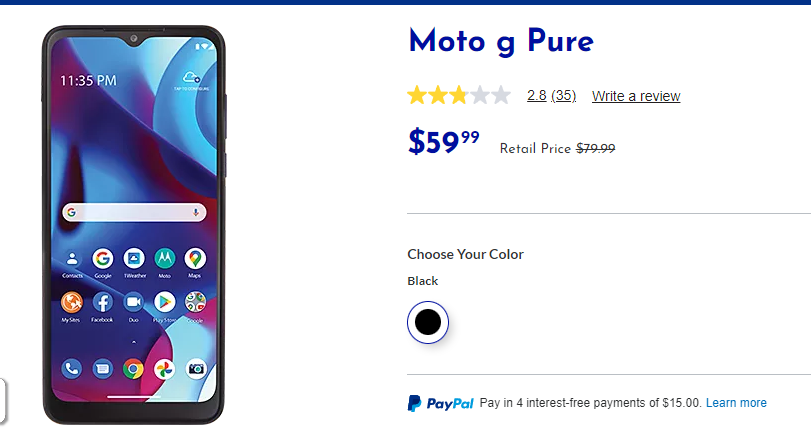 Moto g Pure
2.8 (35) Write a review
$59.99 Retail Price $79.99
Choose Your Color
Black
PayPal Pay in 4 interest-free payments of $15.00. Learn more
11:35 PM
TAP TO CONFIGURE
G
Contacts Google 1Weather Moto Maps
My Sites Facebook Duo Play Store Google